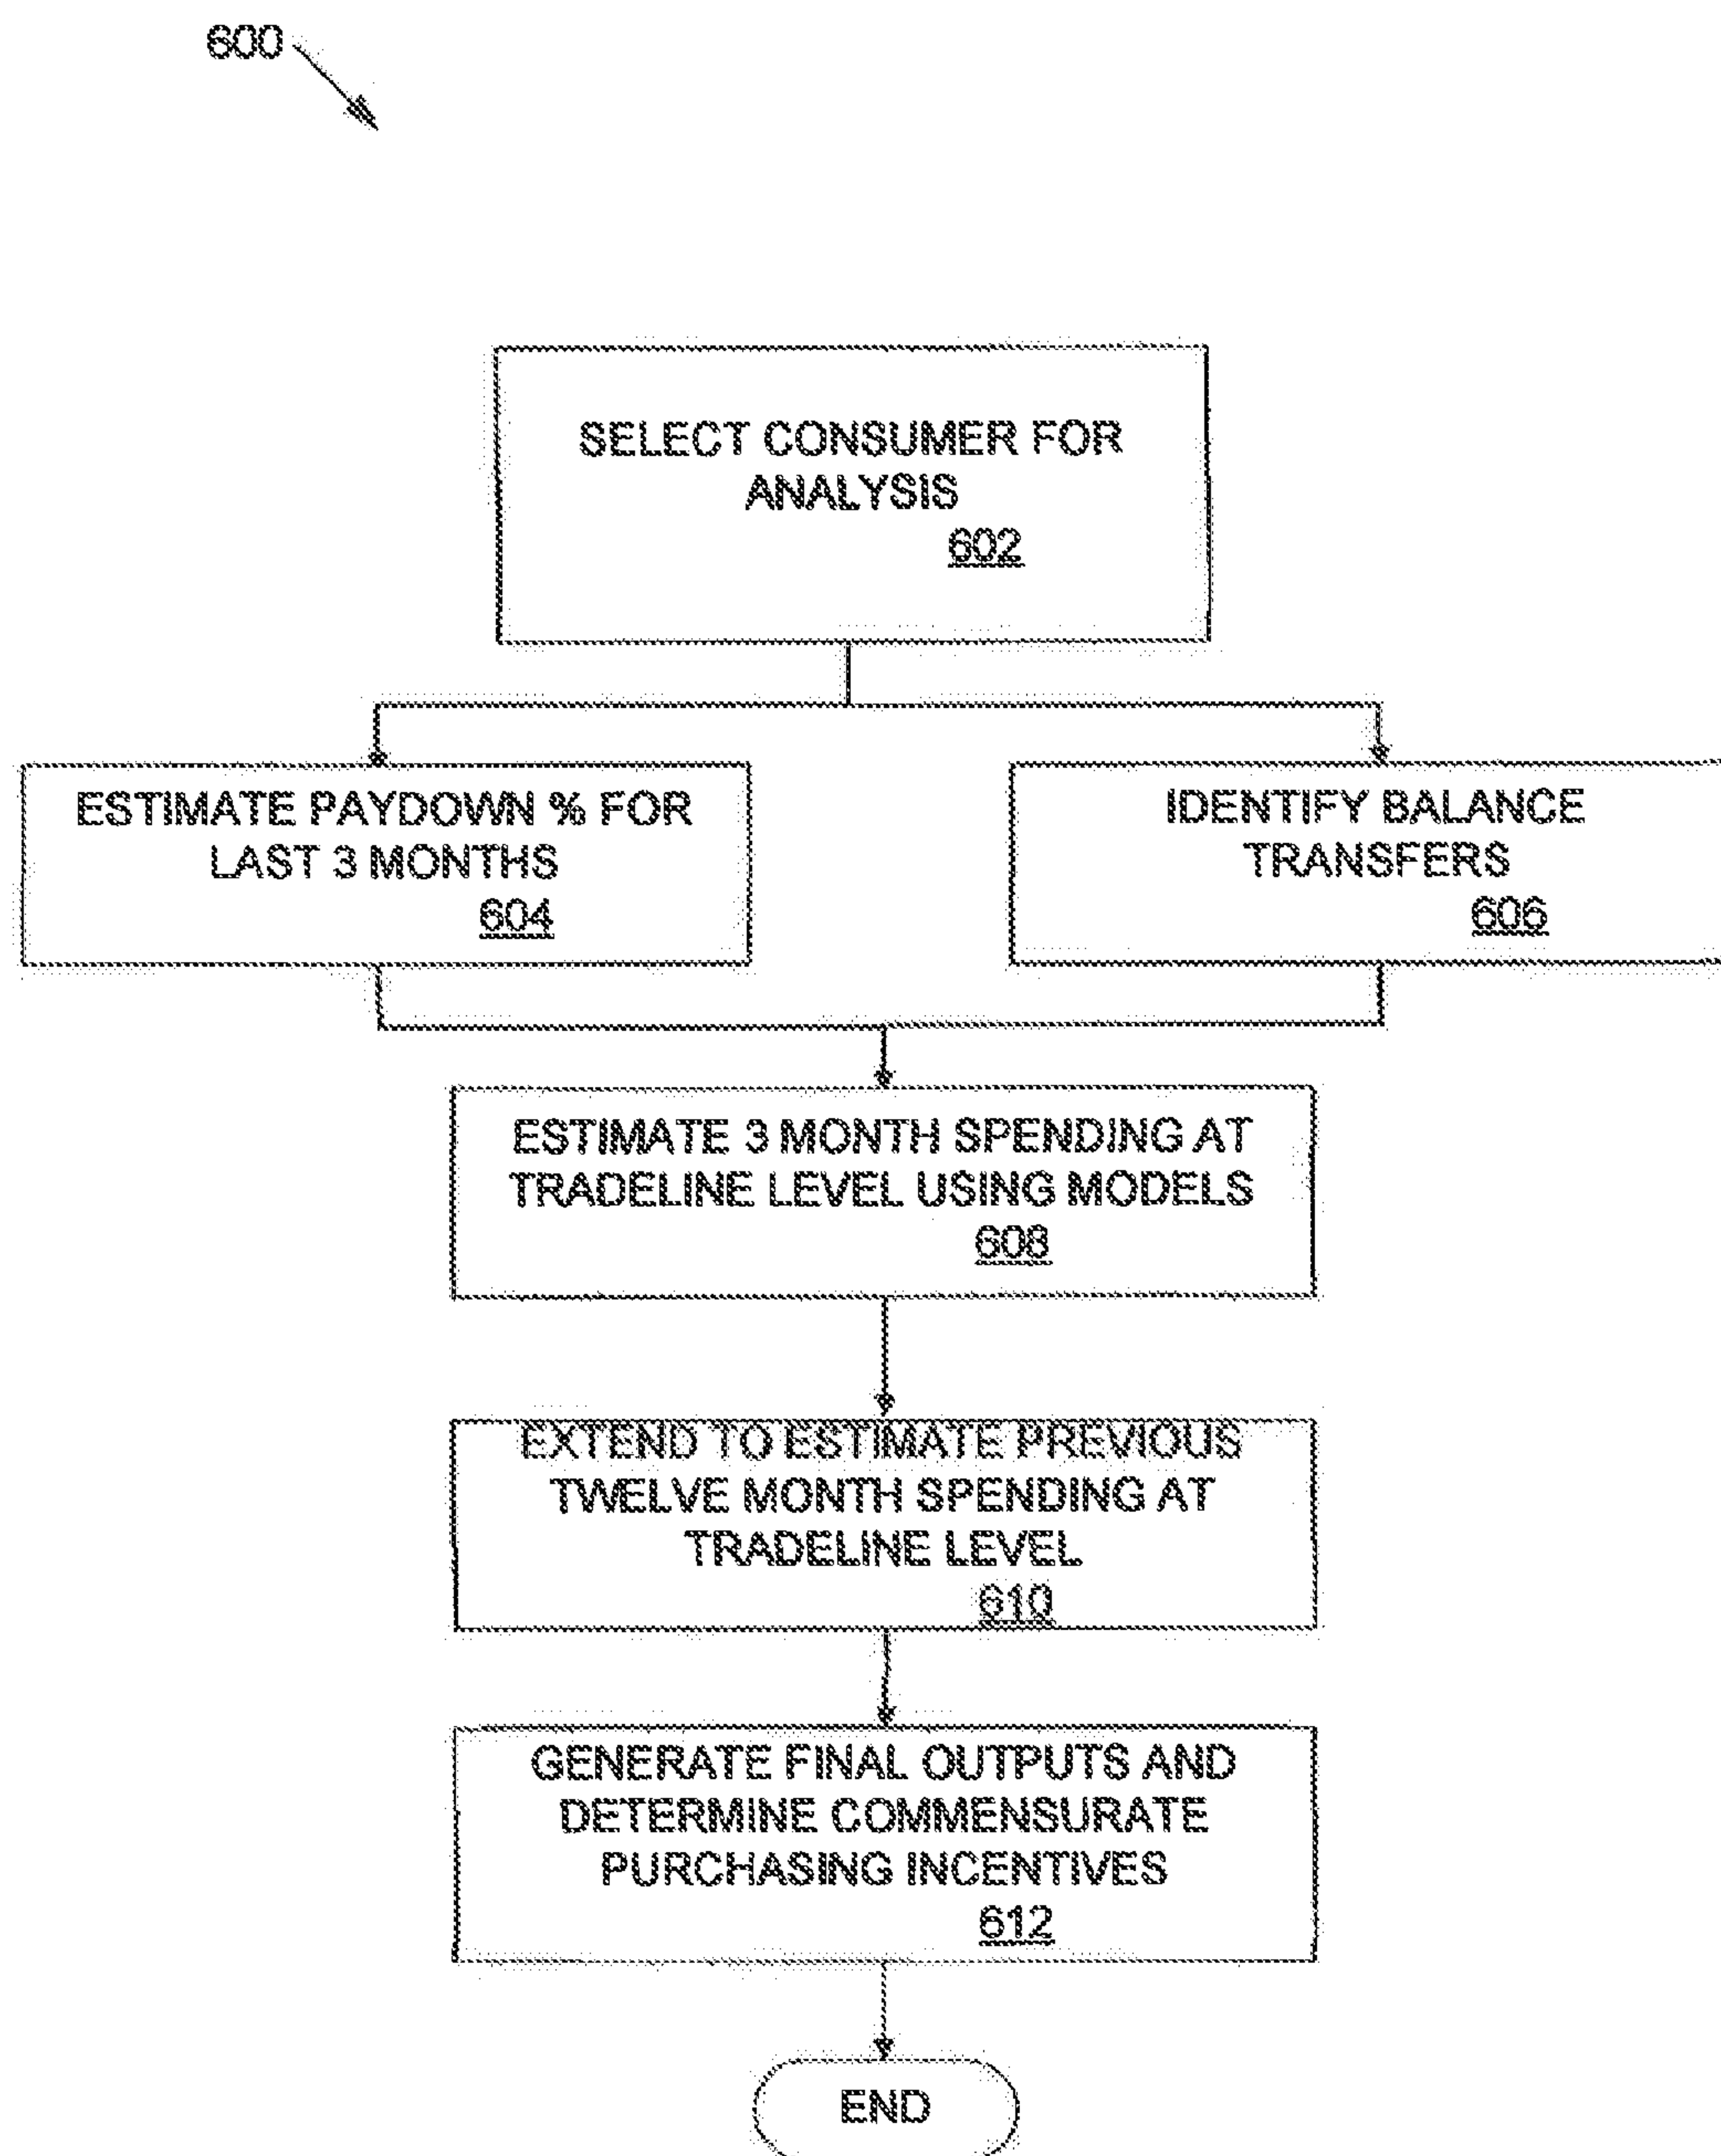 600
SELECT CONSUMER FOR
ANALYSIS
602
ESTIMATE PAYDOWN % FOR
LAST 3 MONTHS
604
IDENTIFY BALANCE
TRANSFERS
606
ESTIMATE 3 MONTH SPENDING AT
TRADELINE LEVEL USING MODELS
608
EXTEND TO ESTIMATE PREVIOUS
TWELVE MONTH SPENDING AT
TRADELINE LEVEL
610
GENERATE FINAL OUTPUTS AND
DETERMINE COMMENSURATE
PURCHASING INCENTIVES
612
END